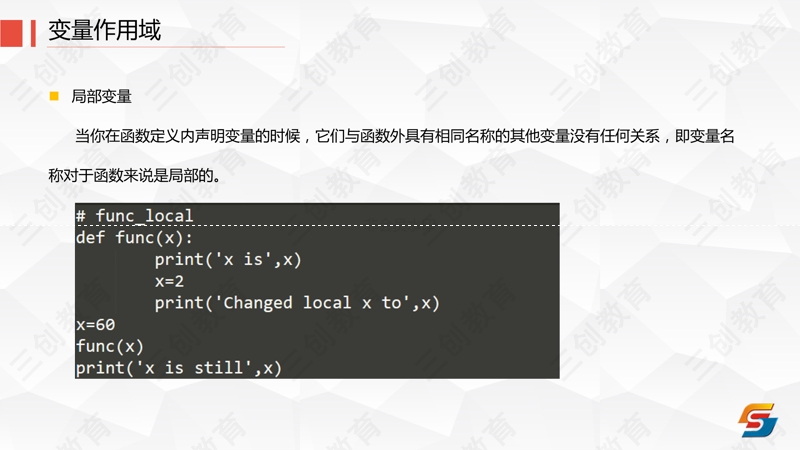 变量作用域
局部变量
当你在函数定义内声明变量的时候，它们与函数外具有相同名称的其他变量没有任何关系，即变量名
称对于函数来说是局部的。
# func_local
def func(x):
        print('x is',x)
        x=2
        print('Changed local x to',x)
x=60
func(x)
print('x is still',x)
三创教育